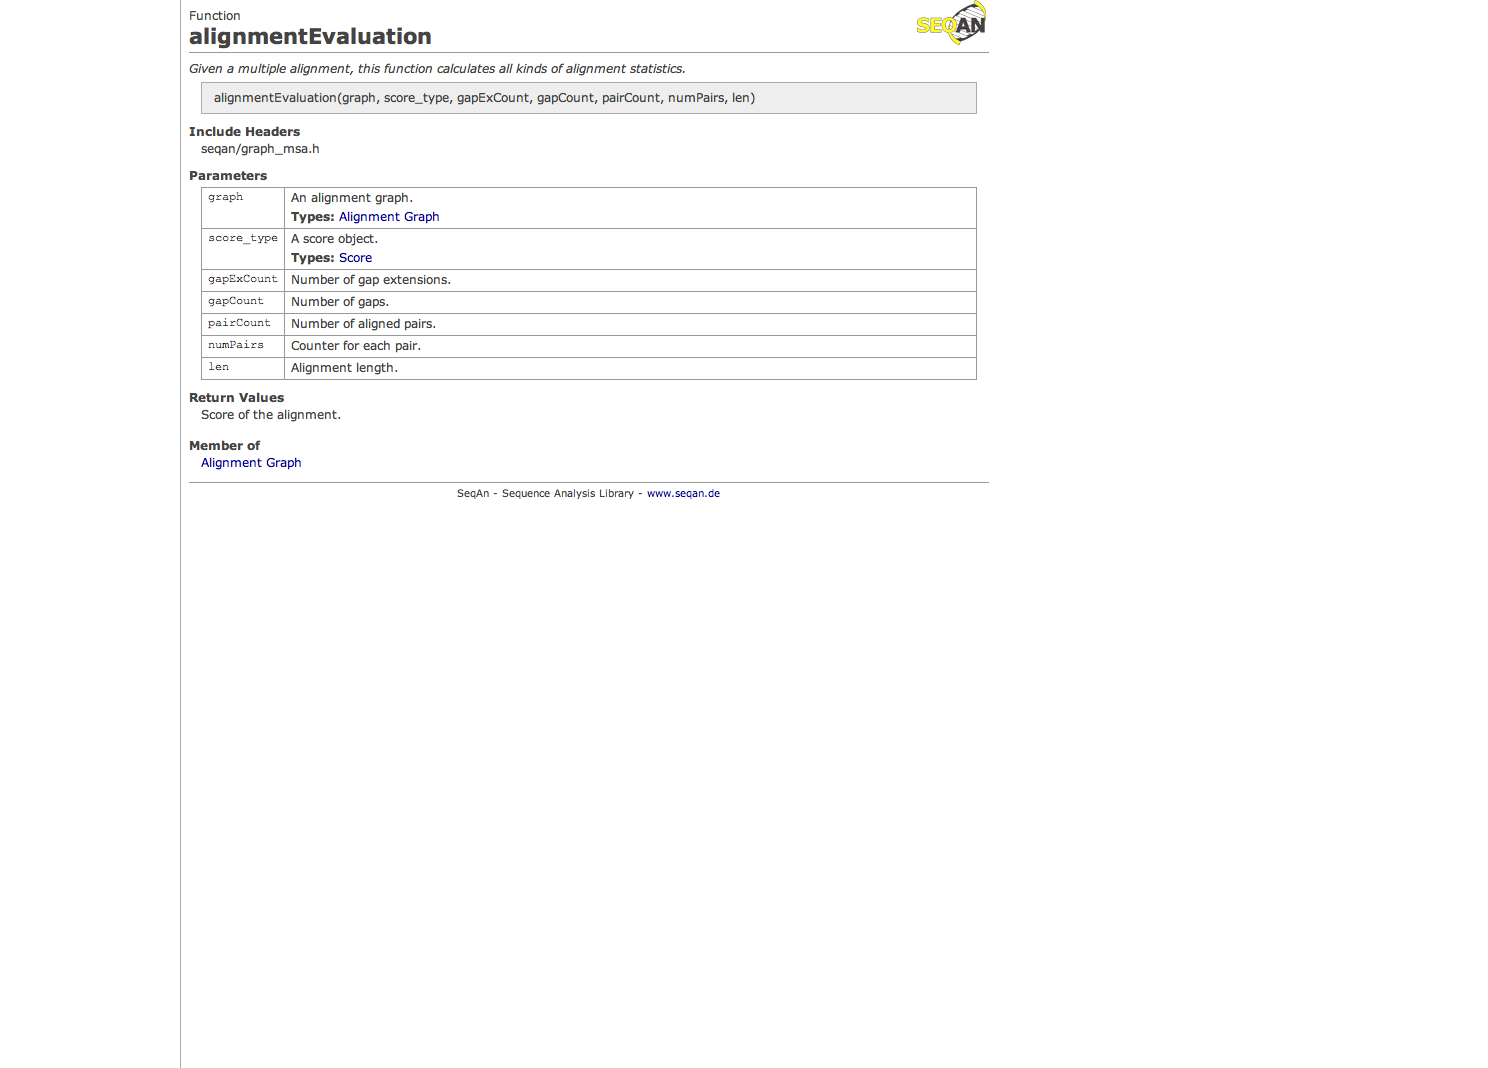 Function
SEQAN
alignmentEvaluation
Given a multiple alignment, this function calculates all kinds of alignment statistics.
alignmentEvaluation(graph, score_type, gapExCount, gapCount, pairCount, numPairs, len)
Include Headers
seqan/graph_msa.h
Parameters
graph An alignment graph.
Types: Alignment Graph
score_type A score object.
Types: Score
gapExCount Number of gap extensions.
gapCount Number of gaps.
pairCount Number of aligned pairs.
numPairs Counter for each pair.
len Alignment length.
Return Values
Score of the alignment.
Member of
Alignment Graph
SeqAn - Sequence Analysis Library - www.seqan.de